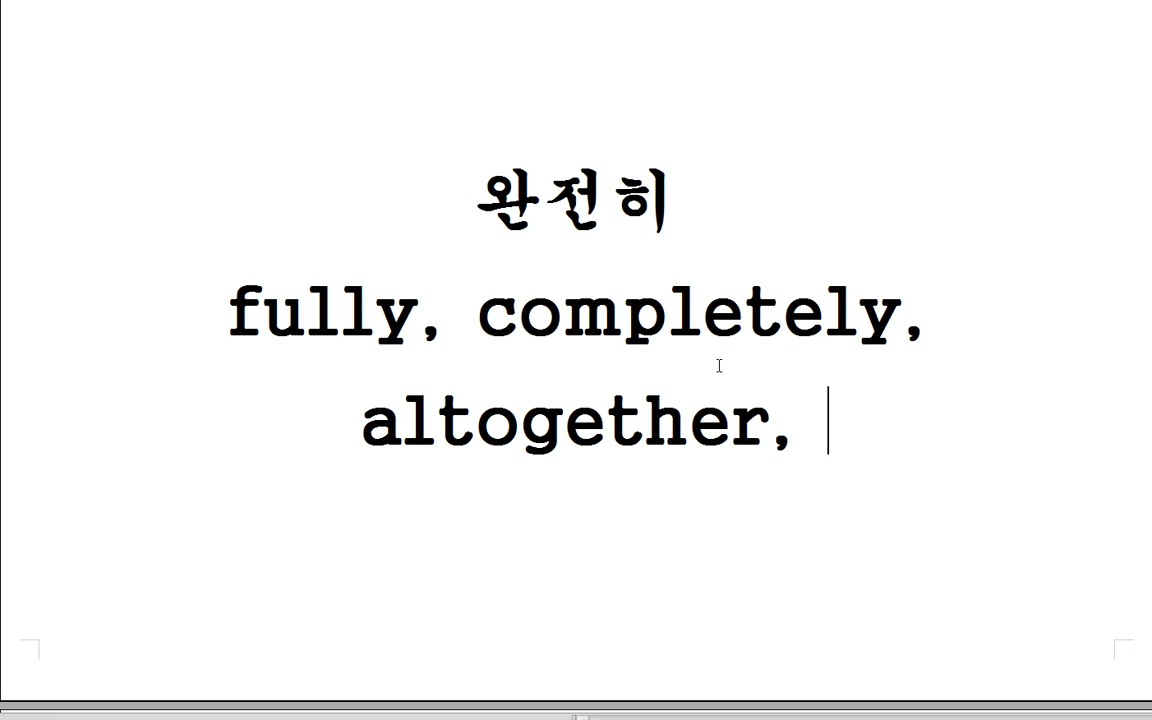 완전히
fully, completely,
altogether,